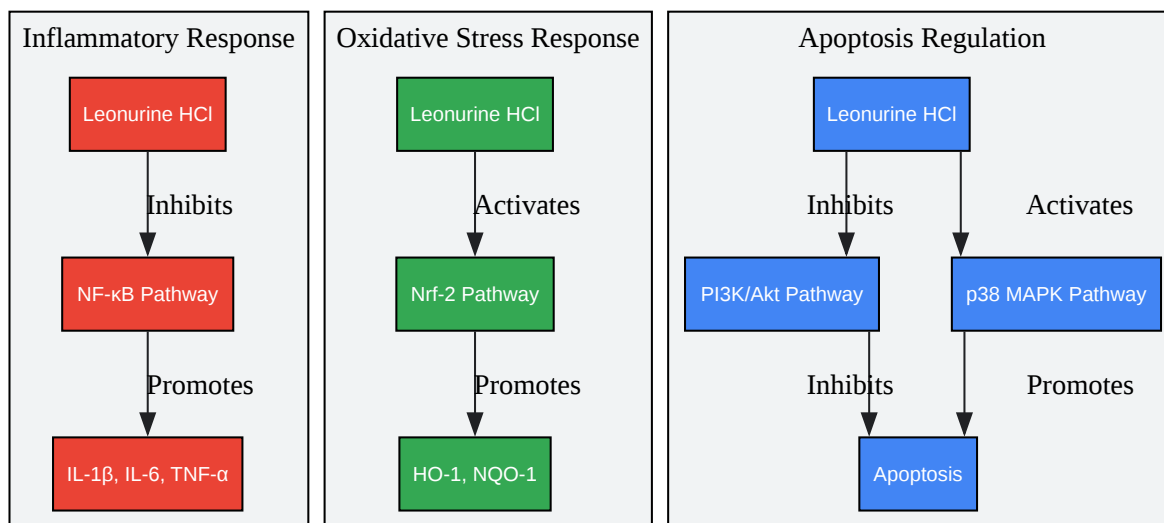 Inflammatory Response
Leonurine HCl
Inhibits
NF-κB Pathway
Promotes
IL-1β, IL-6, TNF-α
Oxidative Stress Response
Leonurine HCl
Activates
Nrf-2 Pathway
Promotes
HO-1, NQO-1
Apoptosis Regulation
Leonurine HCl
Inhibits
Activates
PI3K/Akt Pathway
p38 MAPK Pathway
Inhibits
Promotes
Apoptosis